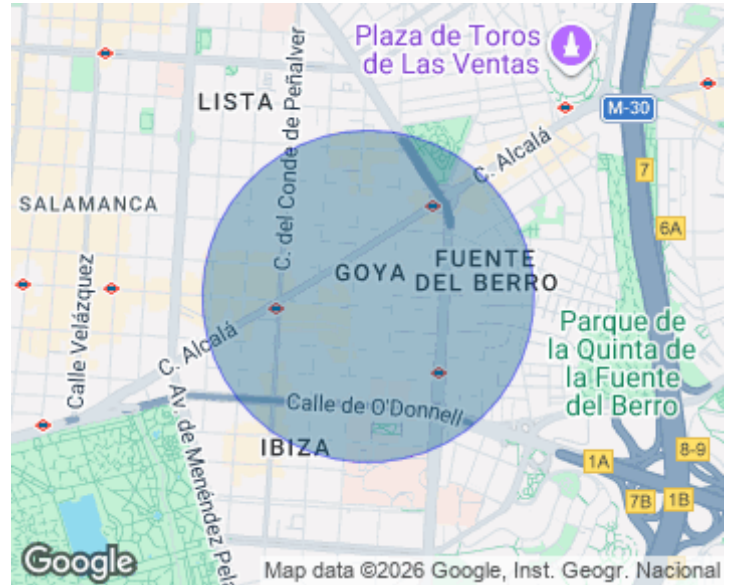 Plaza de Toros
de Las Ventas
LISTA
C. del Conde de Peñalver
M-30
C. Alcalá
7
SALAMANCA
6A
GOYA
FUENTE
DEL BERRO
Calle Velázquez
Parque de
la Quinta de
la Fuente
del Berro
C. Alcalá
Calle de O'Donnell
Av. de Menéndez Pela
IBIZA
1A
8-9
7B
1B
Google
Map data ©2026 Google, Inst. Geogr. Nacional